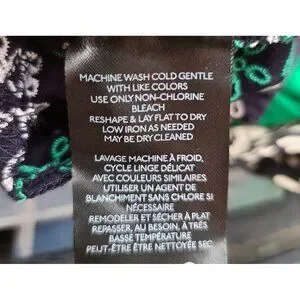 MACHINE WASH COLD GENTLE
WITH LIKE COLORS
USE ONLY NON-CHLORINE
BLEACH
RESHAPE & LAY FLAT TO DRY
LOW IRON AS NEEDED
MAY BE DRY CLEANED
LAVAGE MACHINE À FROID,
CYCLE LINGE DÉLICAT
AVEC COULEURS SIMILAIRES
UTILISER UN AGENT DE
BLANCHIMENT SANS CHLORE SI
NÉCESSAIRE
REMODELER ET SÉCHER À PLAT
REPASSER, AU BESOIN, À TRÈS
BASSE TEMPÉRATURE
PEUT-ÊTRE ÊTRE NETTOYÉE SEC